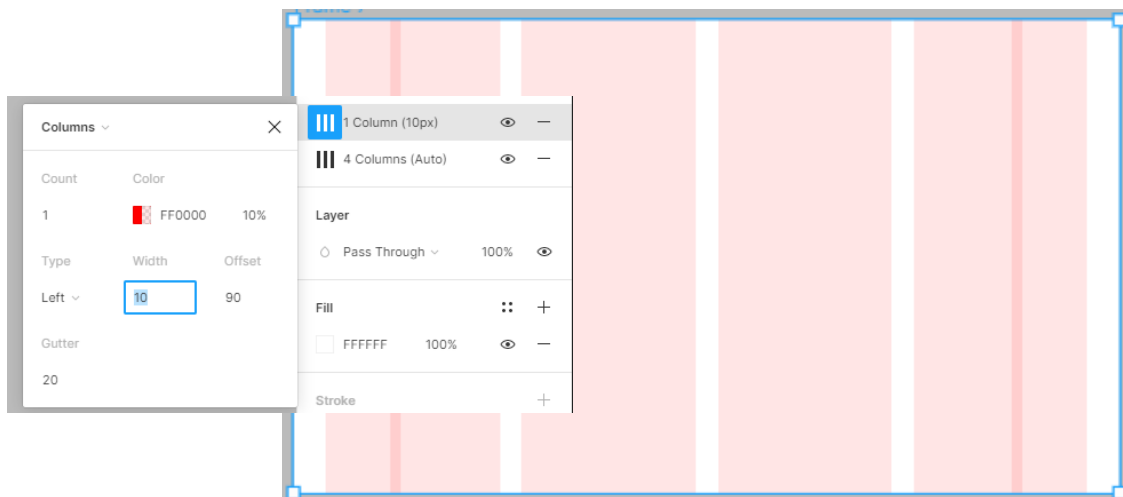 Columns
Count Color
1 FF0000 10%
Type Width Offset
Left 10 90
Gutter
20
1 Column (10px)
4 Columns (Auto)
Layer
Pass Through 100%
Fill
FFFFFF 100%
Stroke